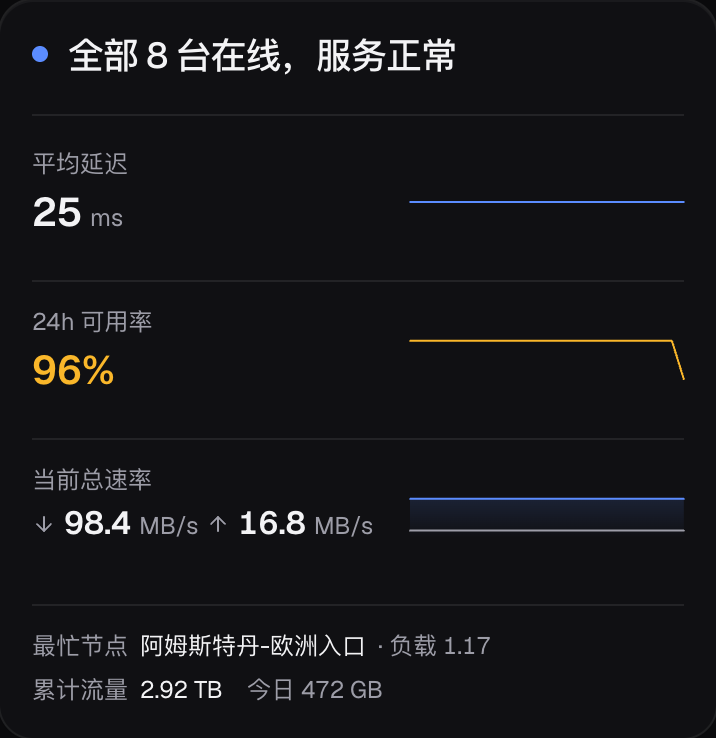 全部 8 台在线，服务正常
平均延迟
25 ms
24h 可用率
96%
当前总速率
↓ 98.4 MB/s ↑ 16.8 MB/s
最忙节点 阿姆斯特丹-欧洲入口 · 负载 1.17
累计流量 2.92 TB 今日 472 GB